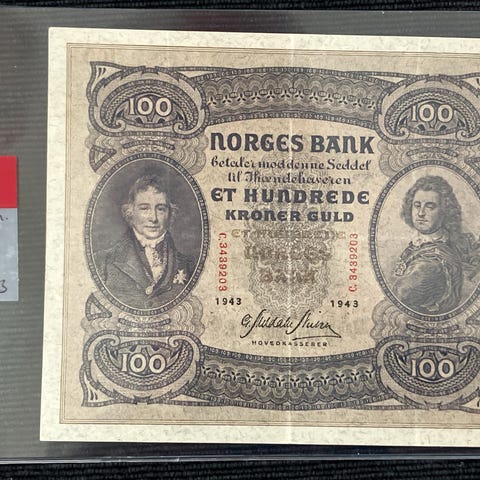 100
100
NORGES BANK
betaler mod denne Seddel
til Ihændehaveren
ET HUNDREDE
KRONER GULD
C.3439203
C.3439203
1943
1943
HOVEDKASSERER
100
100
3